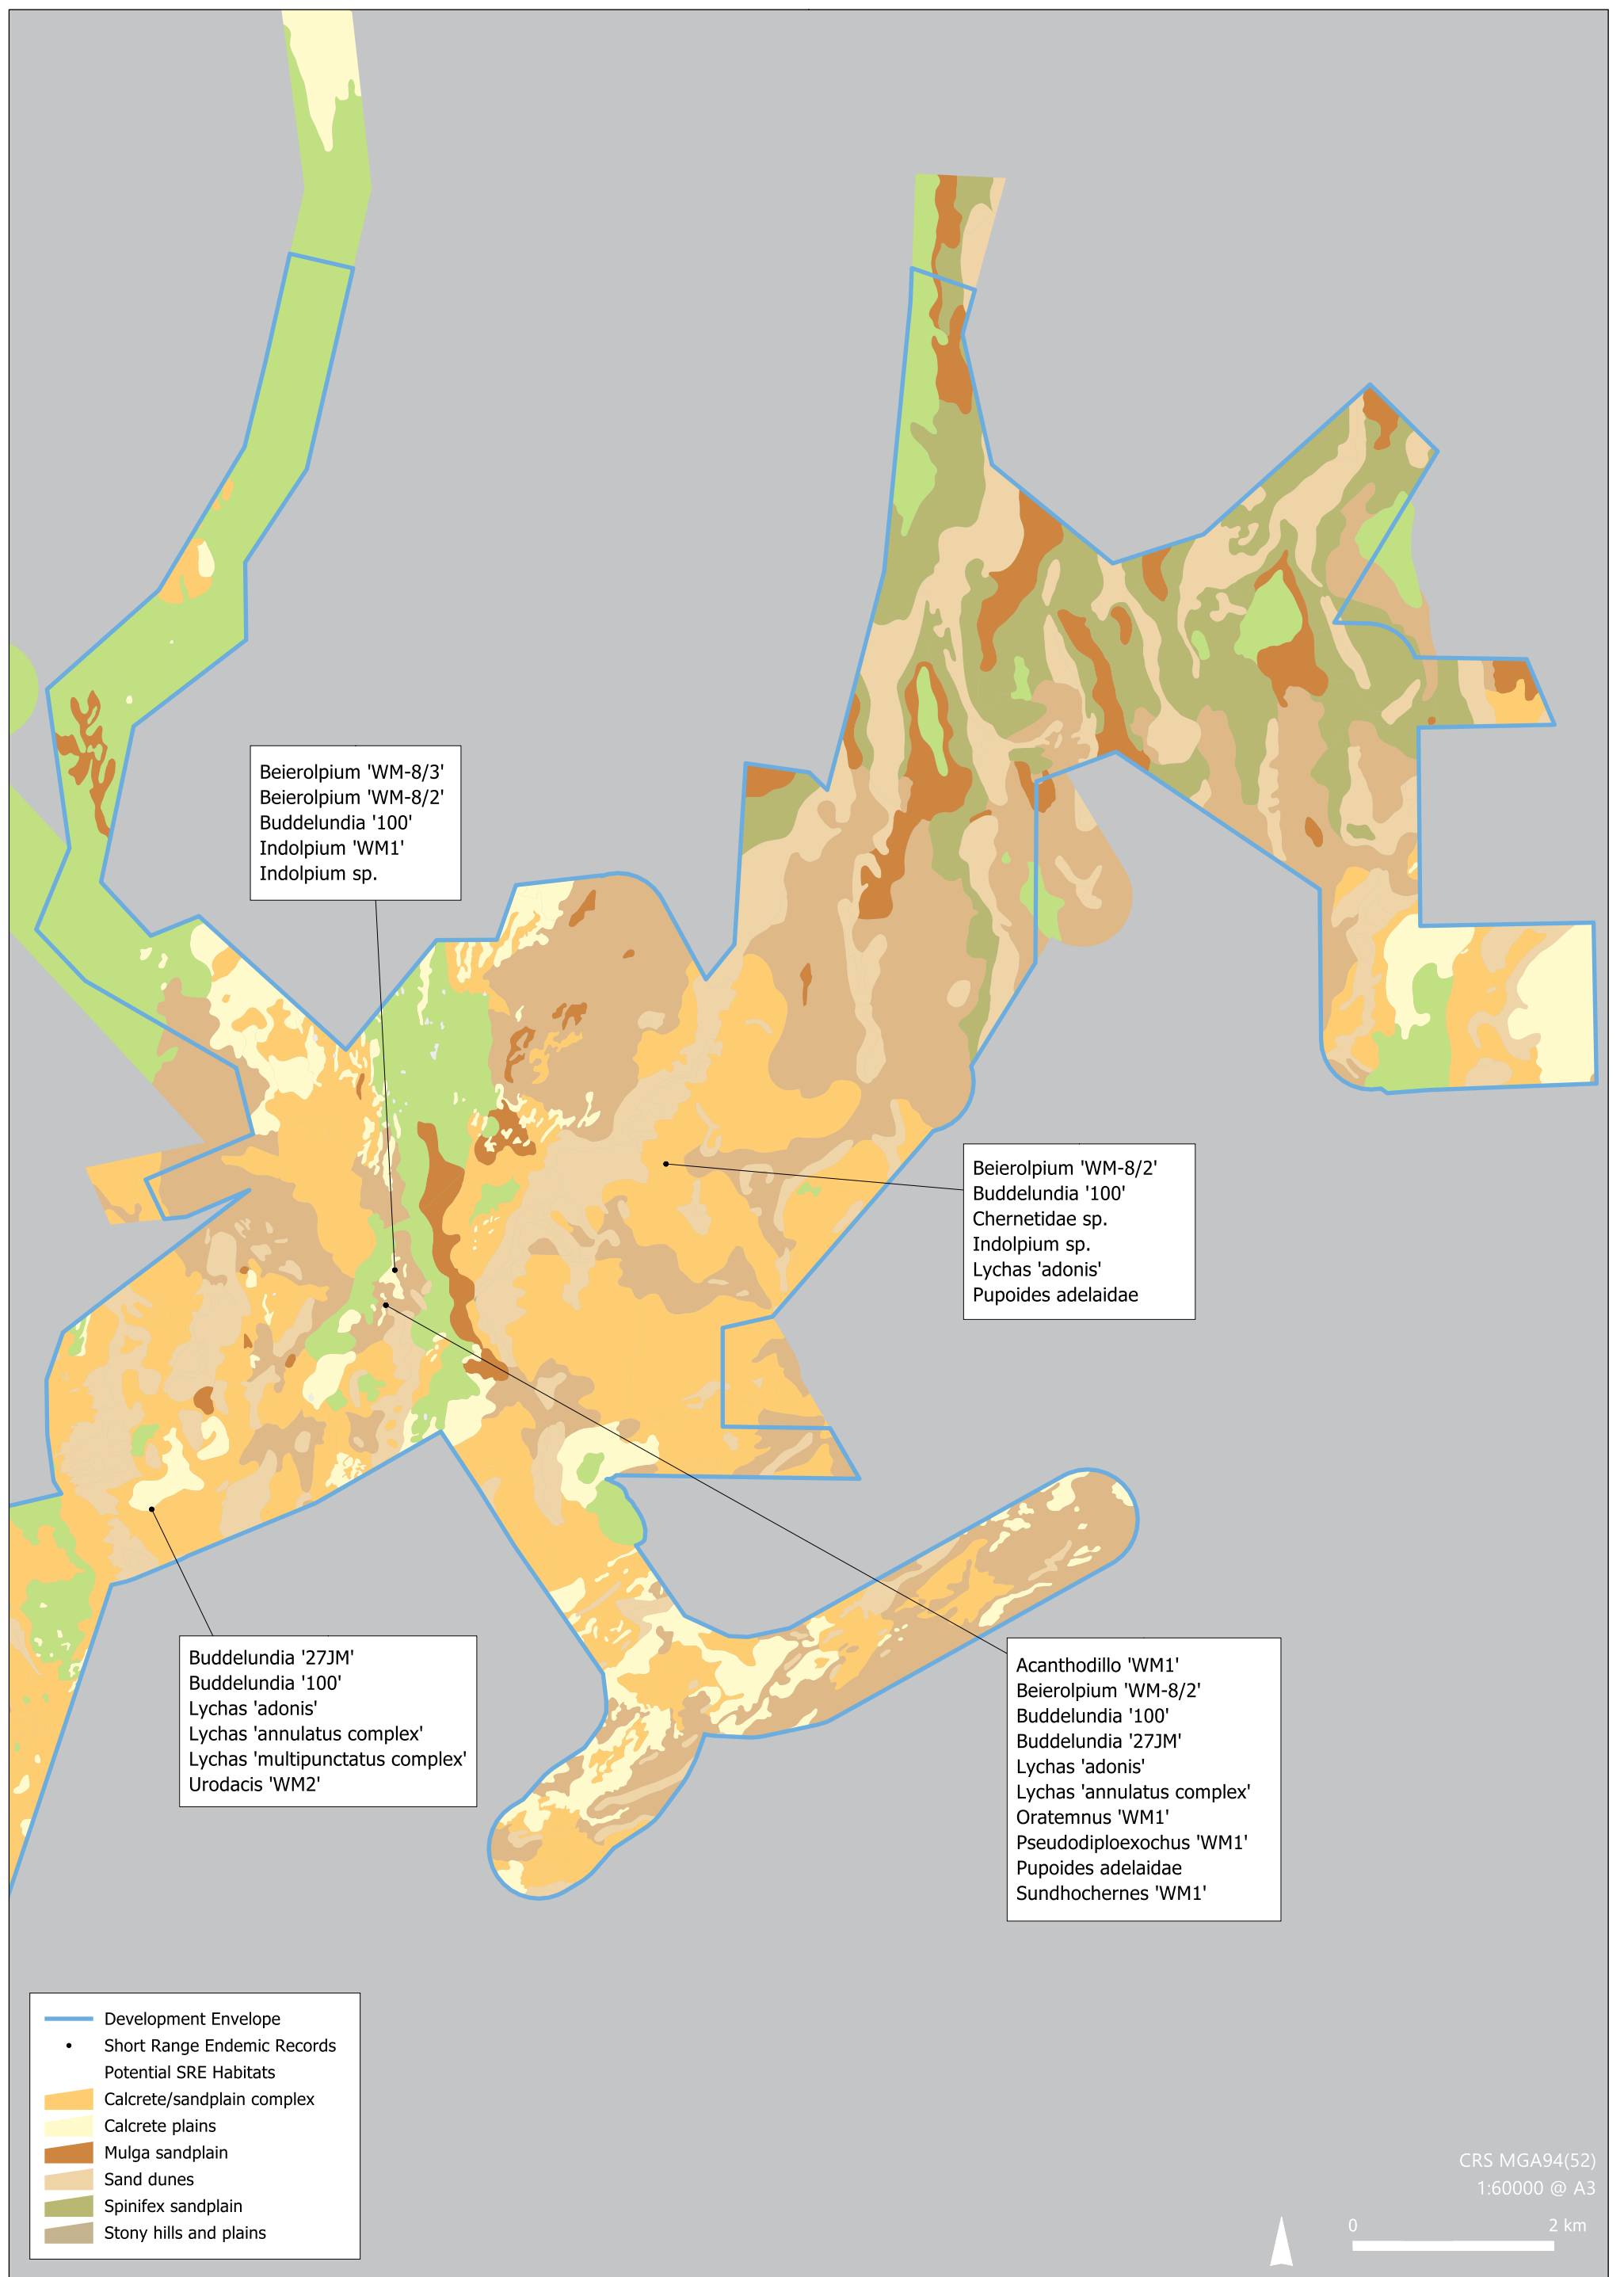 Beierolpium 'WM-8/3'
Beierolpium 'WM-8/2'
Buddelundia '100'
Indolpium 'WM1'
Indolpium sp.
Beierolpium 'WM-8/2'
Buddelundia '100'
Chernetidae sp.
Indolpium sp.
Lychas 'adonis'
Pupoides adelaidae
Buddelundia '27JM'
Buddelundia '100'
Lychas 'adonis'
Lychas 'annulatus complex'
Lychas 'multipunctatus complex'
Urodacis 'WM2'
Acanthodillo 'WM1'
Beierolpium 'WM-8/2'
Buddelundia '100'
Buddelundia '27JM'
Lychas 'adonis'
Lychas 'annulatus complex'
Oratemnus 'WM1'
Pseudodiploexochus 'WM1'
Pupoides adelaidae
Sundhochernes 'WM1'
Development Envelope
Short Range Endemic Records
Potential SRE Habitats
Calcrete/sandplain complex
Calcrete plains
Mulga sandplain
Sand dunes
Spinifex sandplain
Stony hills and plains
CRS MGA94(52)
1:60000 @ A3
0 2 km